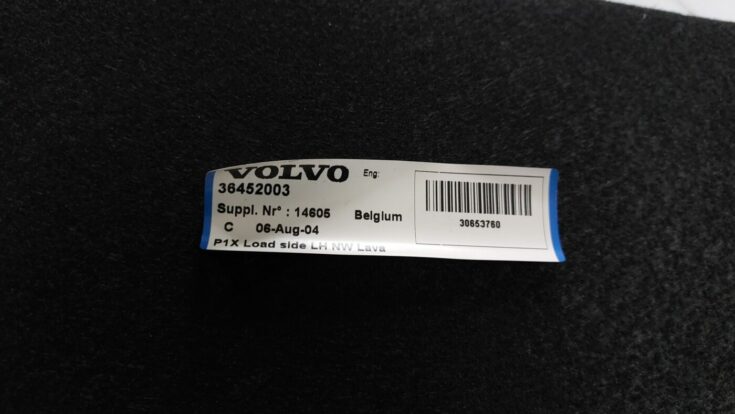 VOLVO Eng:
36452003
Suppl. Nr° : 14605 Belgium
C 06-Aug-04
P1X Load side LH NW Lava
30653760